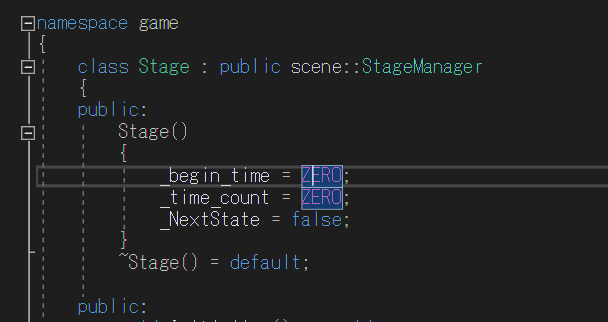 namespace game
{
class Stage : public scene::StageManager
{
public:
Stage()
{
_begin_time = ZERO;
_time_count = ZERO;
_NextState = false;
}
~Stage() = default;
public: